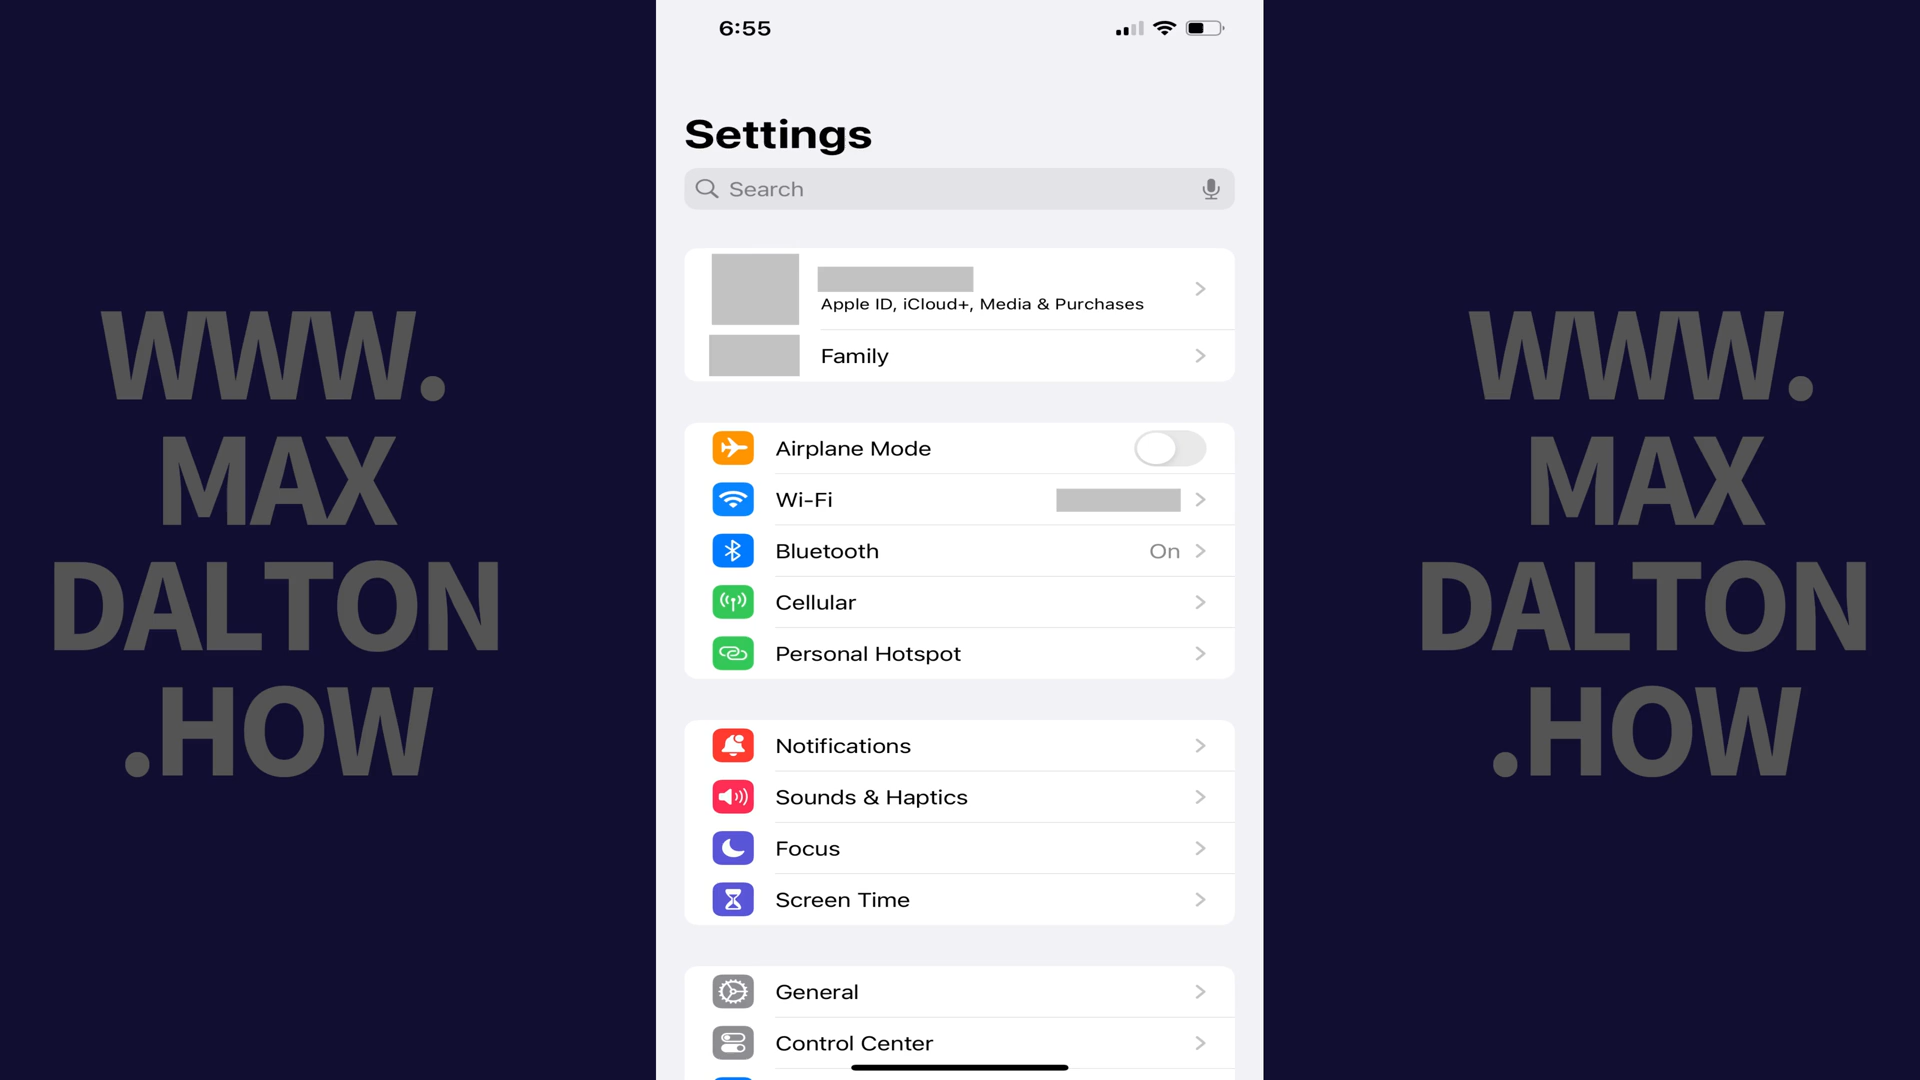 6:55
Settings
Search
Apple ID, iCloud+, Media & Purchases
Family
Airplane Mode
Wi-Fi
Bluetooth On
Cellular
Personal Hotspot
Notifications
Sounds & Haptics
Focus
Screen Time
General
Control Center
WWW.
MAX
DALTON
.HOW
WWW.
MAX
DALTON
.HOW